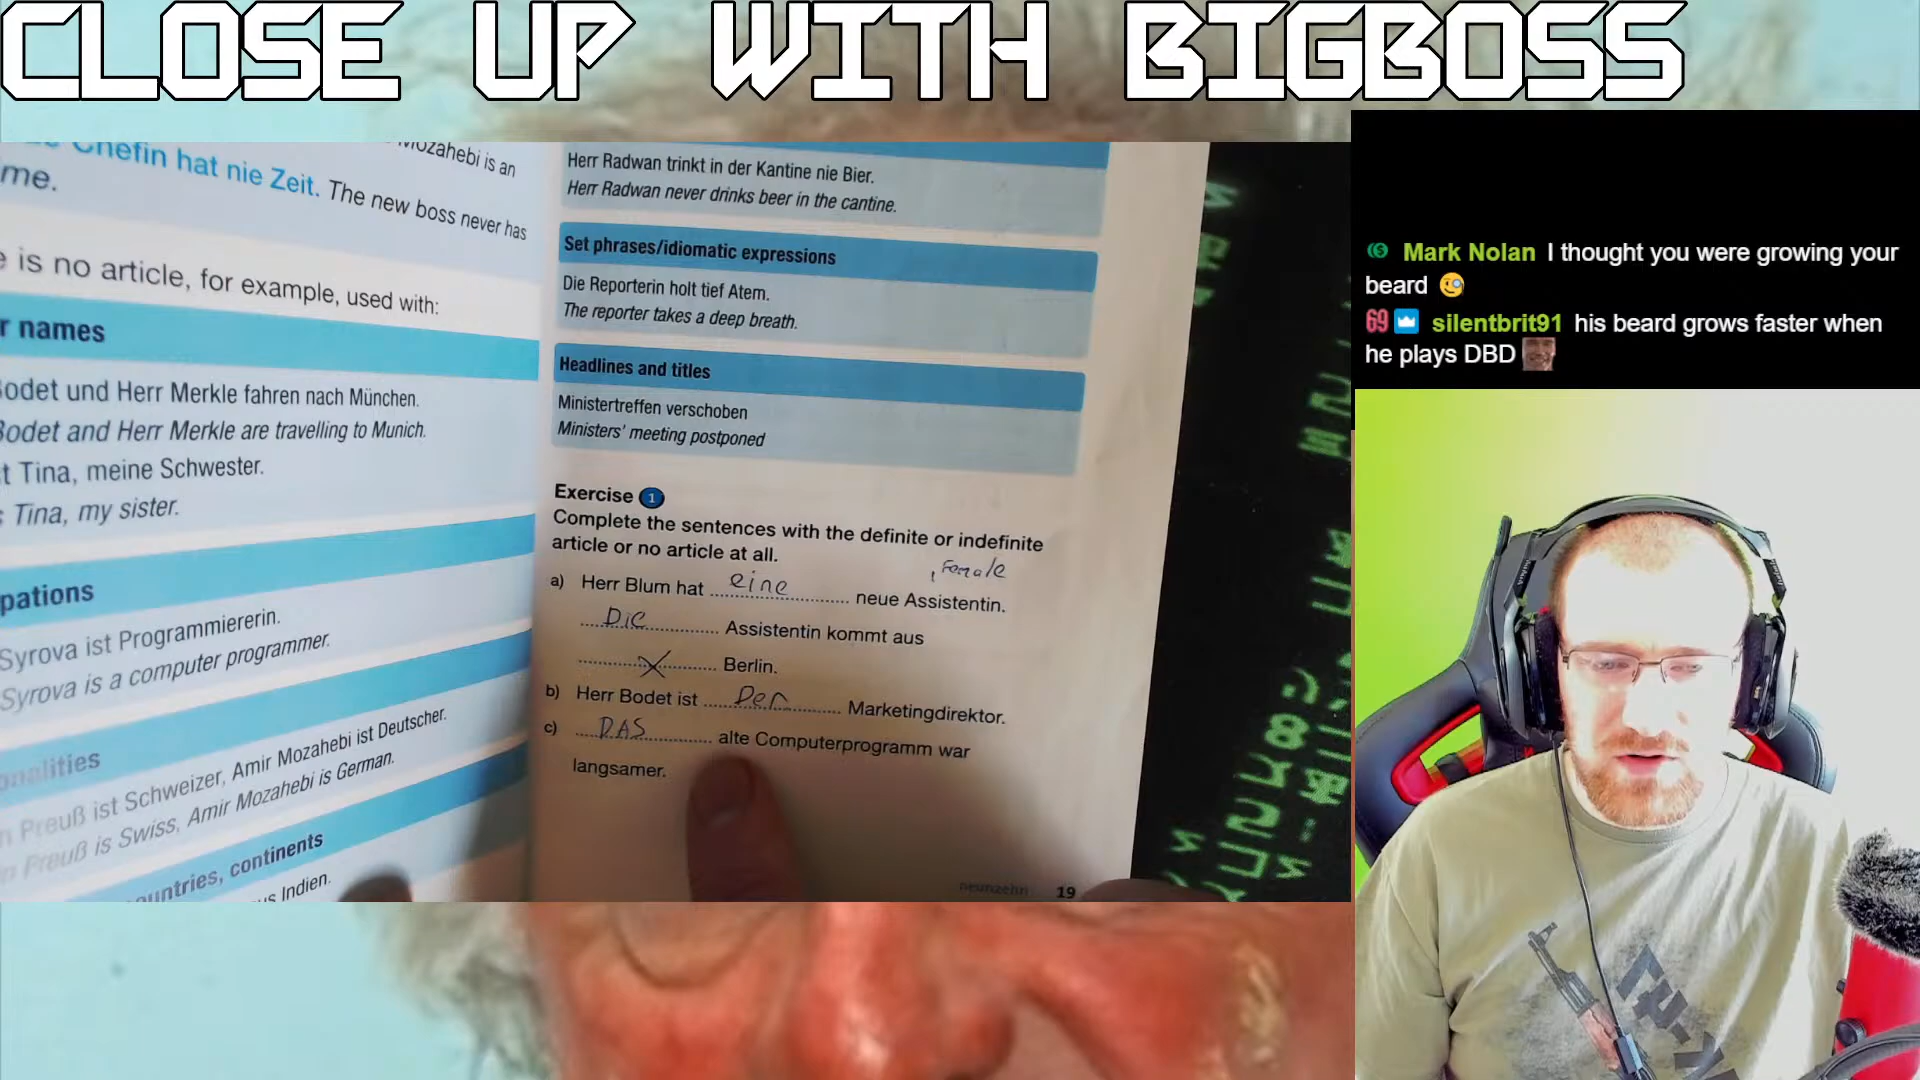 CLOSE UP WITH BIGBOSS
Chefin hat nie Zeit. The new boss never has
me.
Mozahebi is an
is no article, for example, used with:
names
Bodet und Herr Merkle fahren nach München.
Bodet and Herr Merkle are travelling to Munich.
t Tina, meine Schwester.
Tina, my sister.
pations
Syrova ist Programmiererin.
Syrova is a computer programmer.
onalities
Preuß ist Schweizer, Amir Mozahebi ist Deutscher.
Preuß is Swiss, Amir Mozahebi is German.
ountries, continents
Indien.
Herr Radwan trinkt in der Kantine nie Bier.
Herr Radwan never drinks beer in the cantine.
Set phrases/idiomatic expressions
Die Reporterin holt tief Atem.
The reporter takes a deep breath.
Headlines and titles
Ministertreffen verschoben
Ministers' meeting postponed
Exercise 1
Complete the sentences with the definite or indefinite
article or no article at all.
, Female
a) Herr Blum hat eine neue Assistentin.
Die Assistentin kommt aus
X Berlin.
b) Herr Bodet ist Der Marketingdirektor.
c) DAS alte Computerprogramm war
langsamer.
neunzehn 19
Mark Nolan I thought you were growing your
beard
69 silentbrit91 his beard grows faster when
he plays DBD